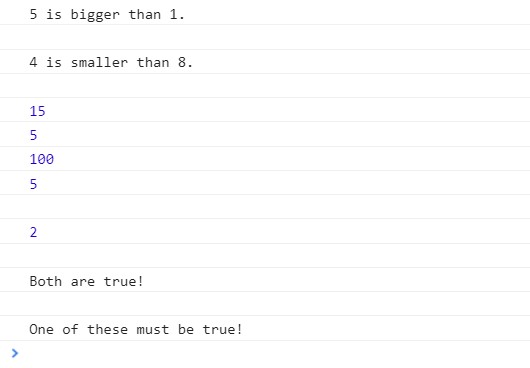 5 is bigger than 1.
4 is smaller than 8.
15
5
100
5
2
Both are true!
One of these must be true!